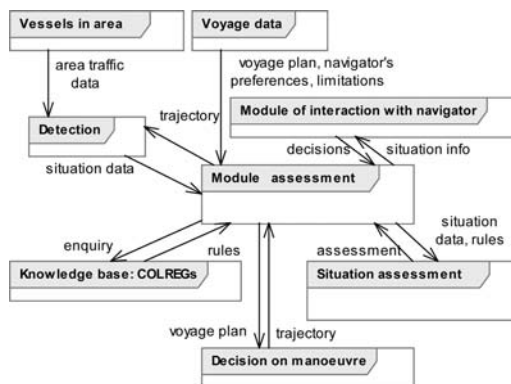 Vessels in area
Voyage data
area traffic
data
voyage plan, navigator's
preferences, limitations
trajectory
Module of interaction with navigator
Detection
decisions
situation info
situation data
Module assessment
enquiry
rules
assessment
situation
data, rules
Knowledge base: COLREGs
Situation assessment
voyage plan
trajectory
Decision on manoeuvre